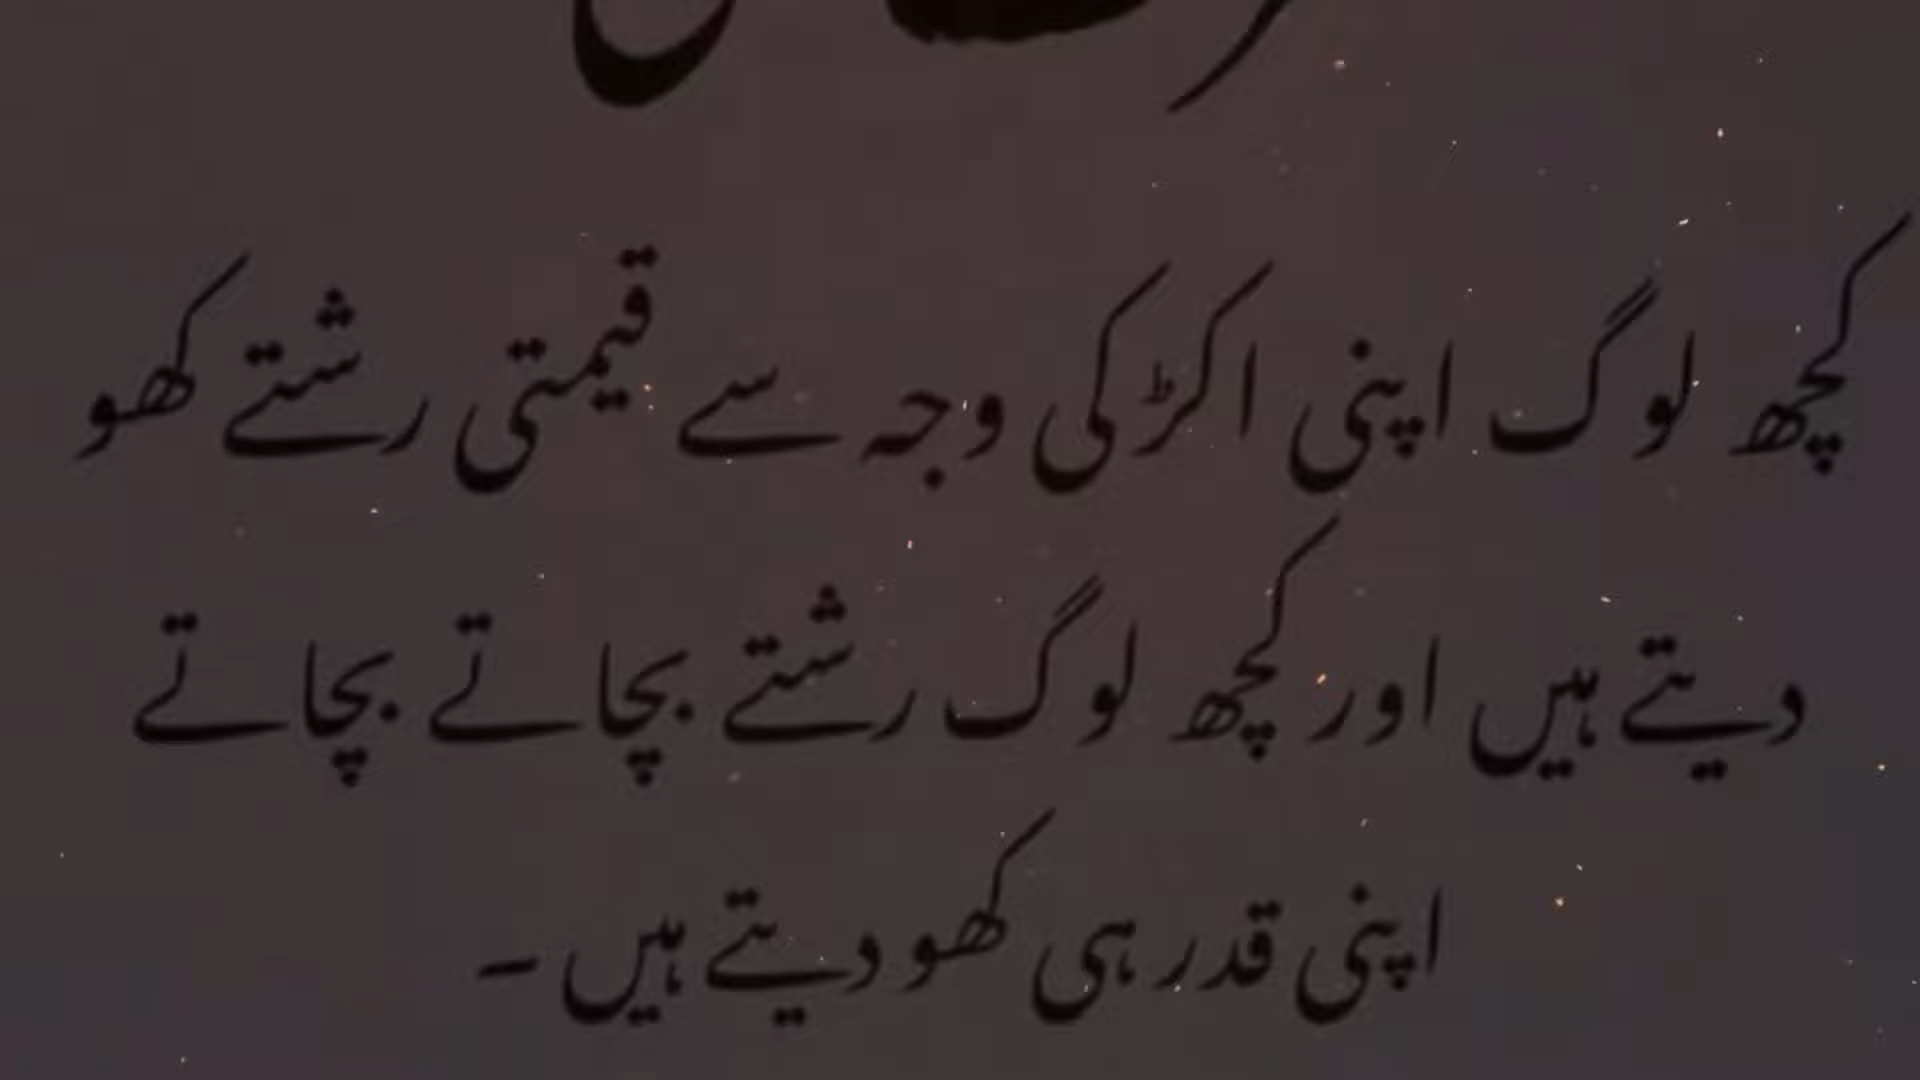 کچھ لوگ اپنی اکڑ کی وجہ سے قیمتی رشتے کھو
دیتے ہیں اور کچھ لوگ رشتے بچاتے بچاتے
اپنی قدر ہی کھو دیتے ہیں ۔